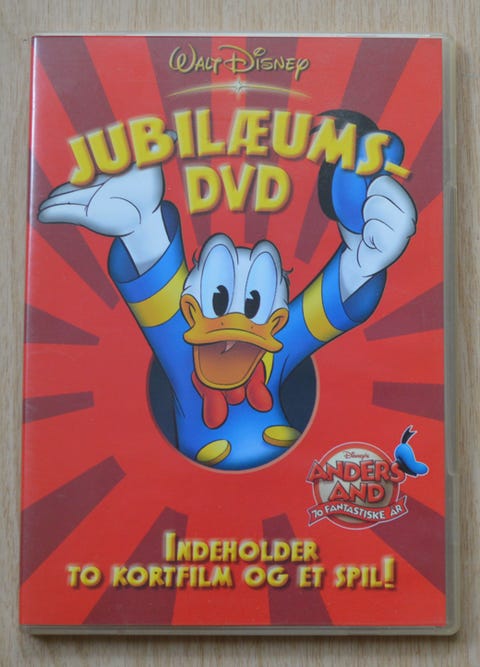 Walt Disney
JUBILÆUMS-
DVD
Disney's
ANDERS
AND
70 FANTASTISKE ÅR
INDEHOLDER
TO KORTFILM OG ET SPIL!